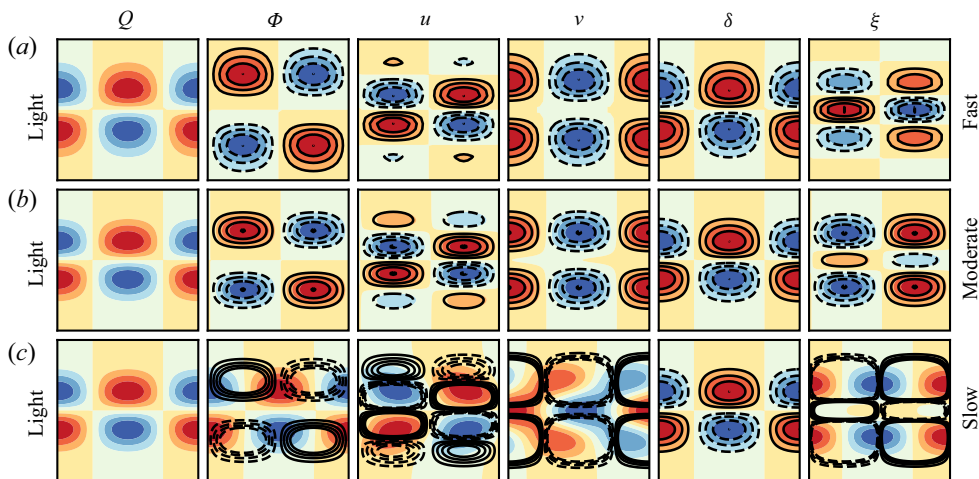 Q Φ u v δ ξ
(a) Light Fast
(b) Light Moderate
(c) Light Slow